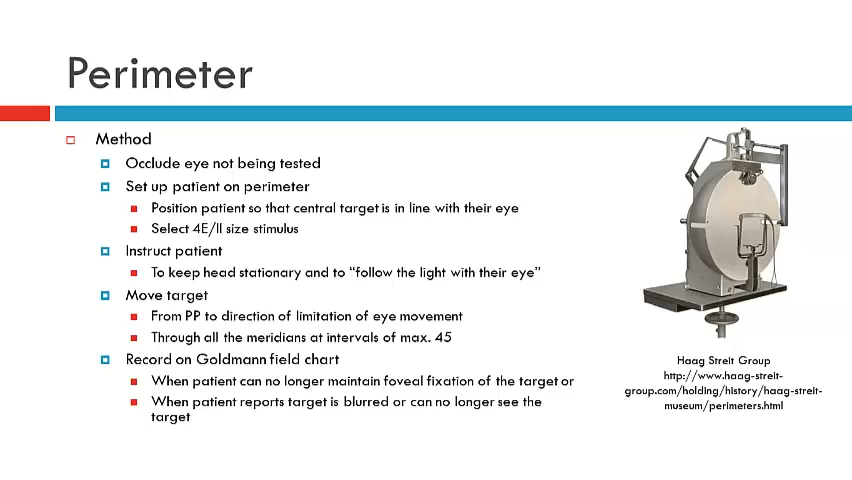 Perimeter
Method
Occlude eye not being tested
Set up patient on perimeter
Position patient so that central target is in line with their eye
Select 4E/II size stimulus
Instruct patient
To keep head stationary and to “follow the light with their eye”
Move target
From PP to direction of limitation of eye movement
Through all the meridians at intervals of max. 45
Record on Goldmann field chart
When patient can no longer maintain foveal fixation of the target or
When patient reports target is blurred or can no longer see the
target
Haag Streit Group
http://www.haag-streit-
group.com/holding/history/haag-streit-
museum/perimeters.html